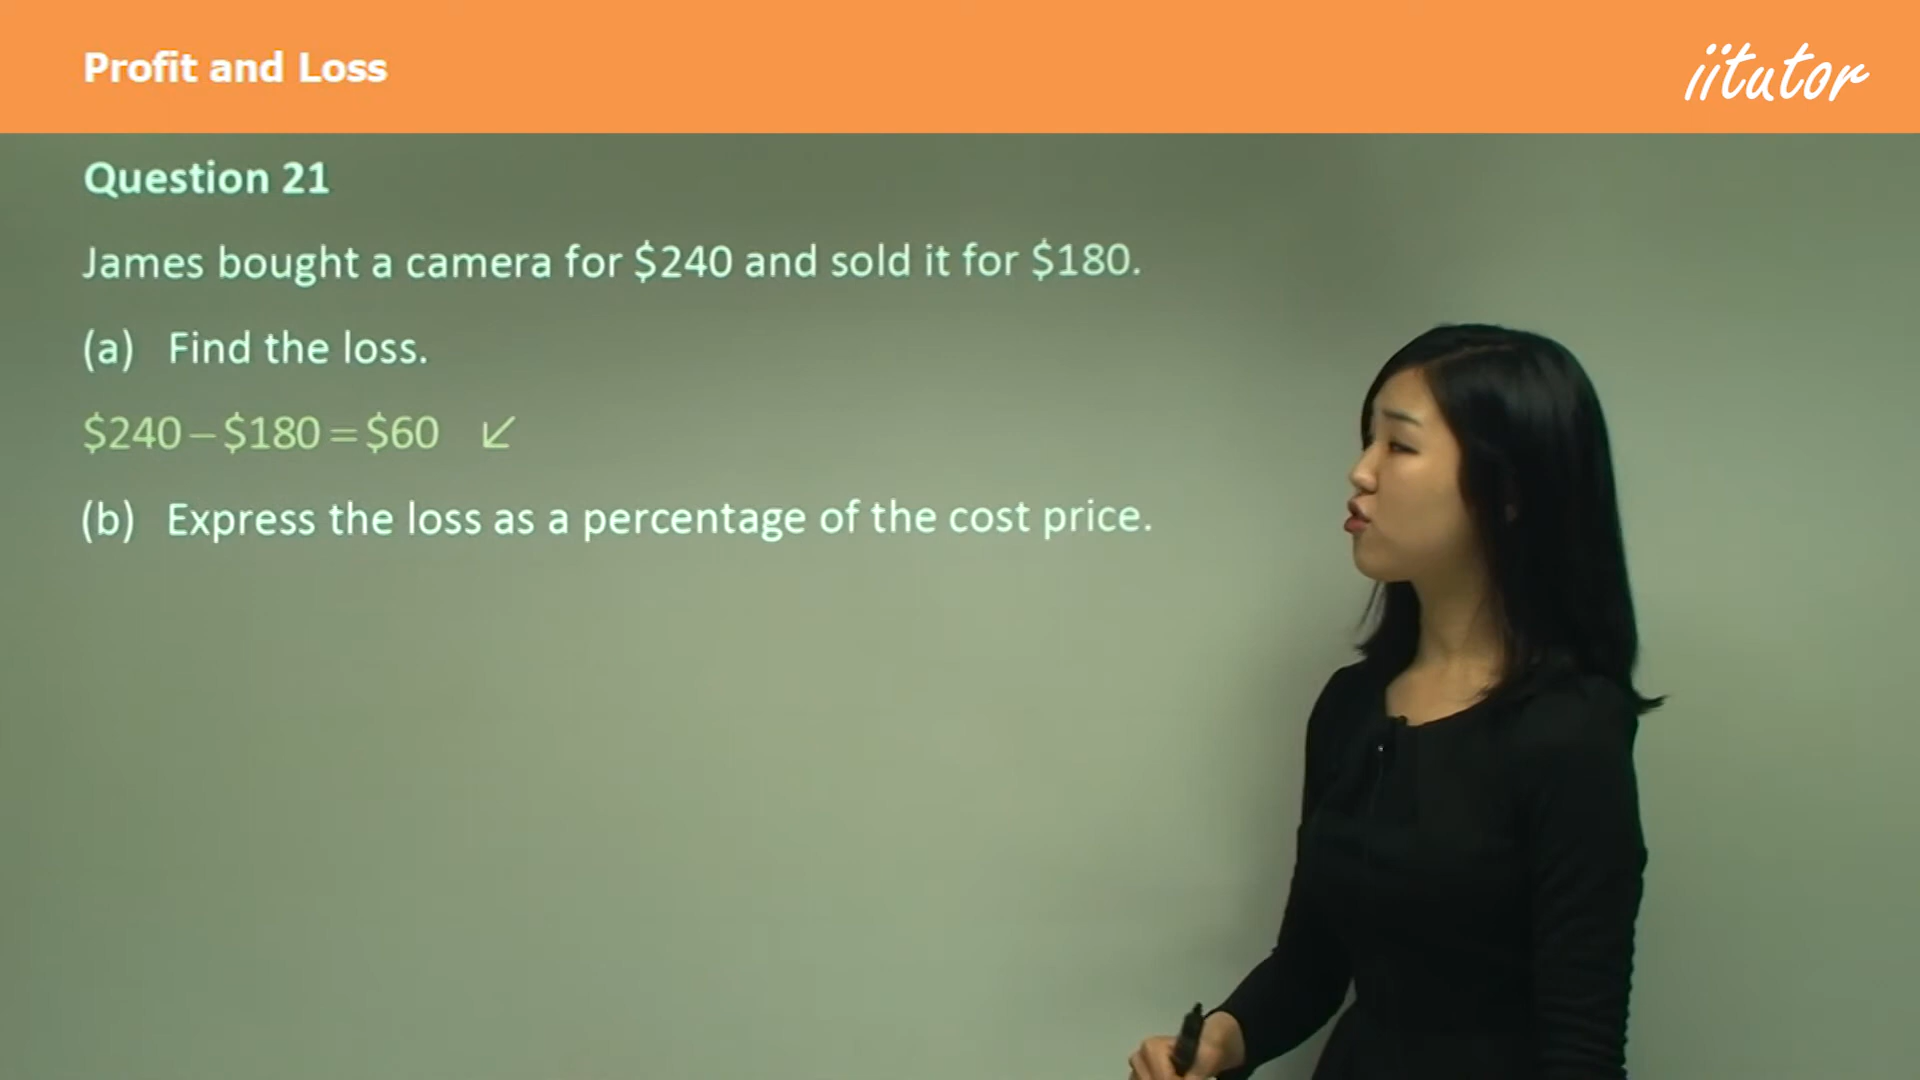 Profit and Loss
iitutor
Question 21
James bought a camera for $240 and sold it for $180.
(a) Find the loss.
$240 – $180 = $60 ↙
(b) Express the loss as a percentage of the cost price.